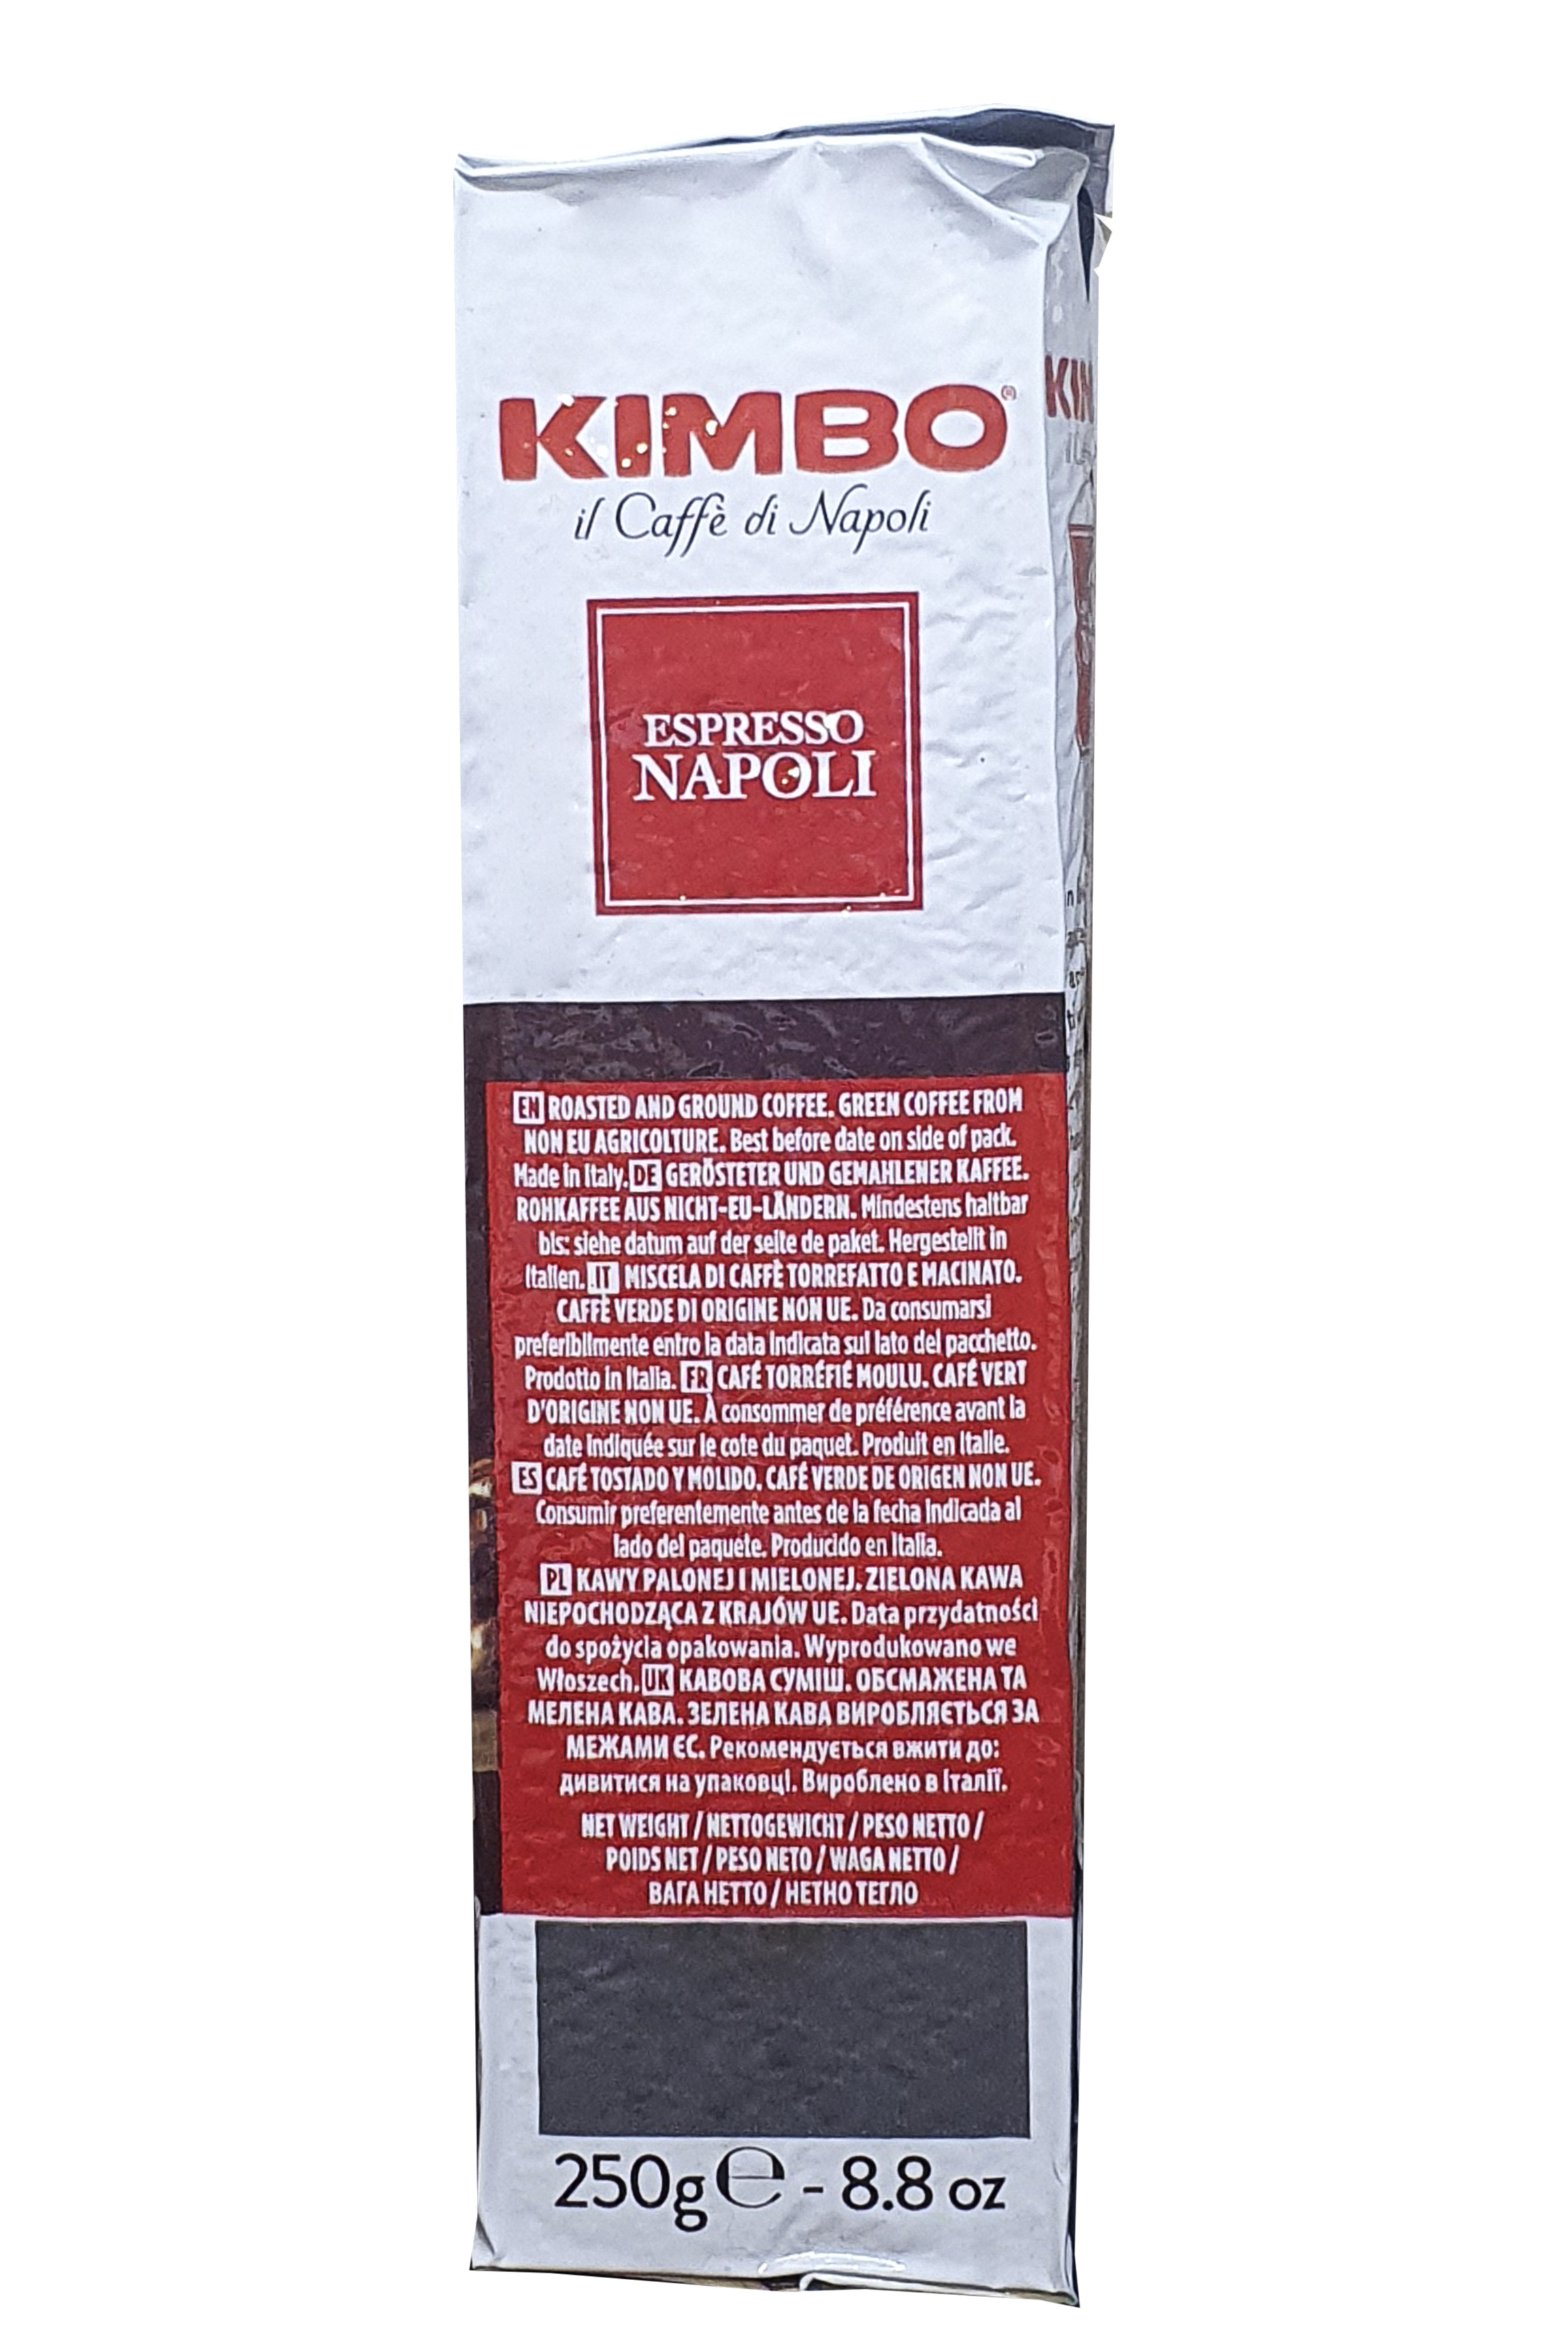 KIMBO®
il Caffè di Napoli
ESPRESSO
NAPOLI
EN ROASTED AND GROUND COFFEE. GREEN COFFEE FROM
NON EU AGRICOLTURE. Best before date on side of pack.
Made in Italy. DE GERÖSTETER UND GEMAHLENER KAFFEE.
ROHKAFFEE AUS NICHT-EU-LÄNDERN. Mindestens haltbar
bis: siehe datum auf der seite de paket. Hergestellt in
Italien. IT MISCELA DI CAFFÈ TORREFATTO E MACINATO.
CAFFÈ VERDE DI ORIGINE NON UE. Da consumarsi
preferibilmente entro la data indicata sul lato del pacchetto.
Prodotto in Italia. FR CAFÉ TORRÉFIÉ MOULU. CAFÉ VERT
D'ORIGINE NON UE. À consommer de préférence avant la
date indiquée sur le cote du paquet. Produit en Italie.
ES CAFÉ TOSTADO Y MOLIDO. CAFÉ VERDE DE ORIGEN NON UE.
Consumir preferentemente antes de la fecha indicada al
lado del paquete. Producido en Italia.
PL KAWY PALONEJ I MIELONEJ. ZIELONA KAWA
NIEPOCHODZĄCA Z KRAJÓW UE. Data przydatności
do spożycia opakowania. Wyprodukowano we
Włoszech. UK КАВОВА СУМІШ. ОБСМАЖЕНА ТА
МЕЛЕНА КАВА. ЗЕЛЕНА КАВА ВИРОБЛЯЄТЬСЯ ЗА
МЕЖАМИ ЄС. Рекомендується вжити до:
дивитися на упаковці. Вироблено в Італії.
NET WEIGHT / NETTOGEWICHT / PESO NETTO /
POIDS NET / PESO NETO / WAGA NETTO /
ВАГА НЕТТО / НЕТНО ТЕГЛО
250g ℮ - 8.8 oz
KIM